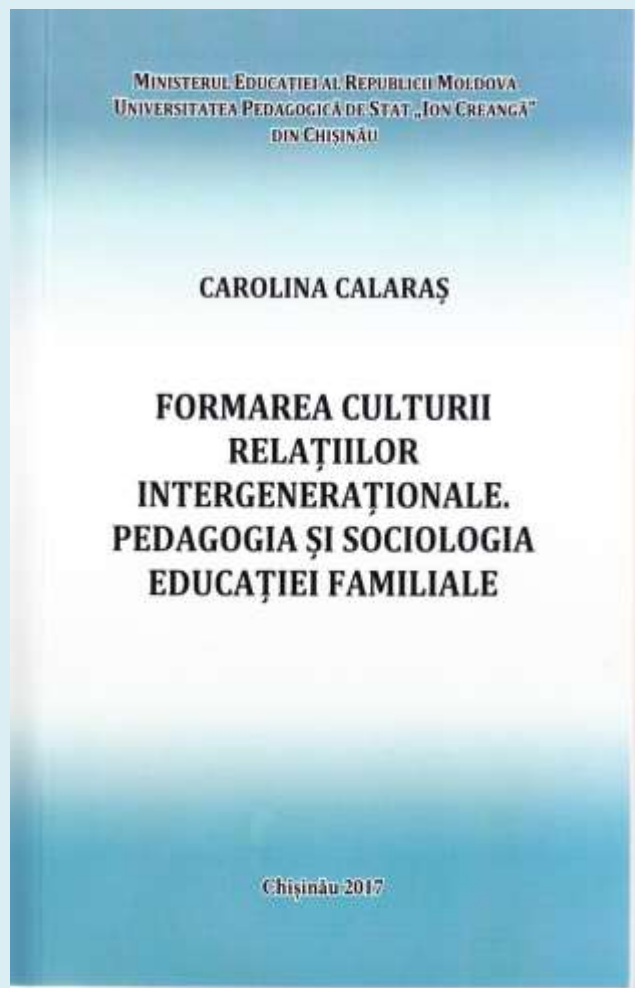 MINISTERUL EDUCAȚIEI AL REPUBLICII MOLDOVA
UNIVERSITATEA PEDAGOGICĂ DE STAT „ION CREANGĂ”
DIN CHIȘINĂU
CAROLINA CALARAȘ
FORMAREA CULTURII
RELAȚIILOR
INTERGENERAȚIONALE.
PEDAGOGIA ȘI SOCIOLOGIA
EDUCAȚIEI FAMILIALE
Chișinău 2017